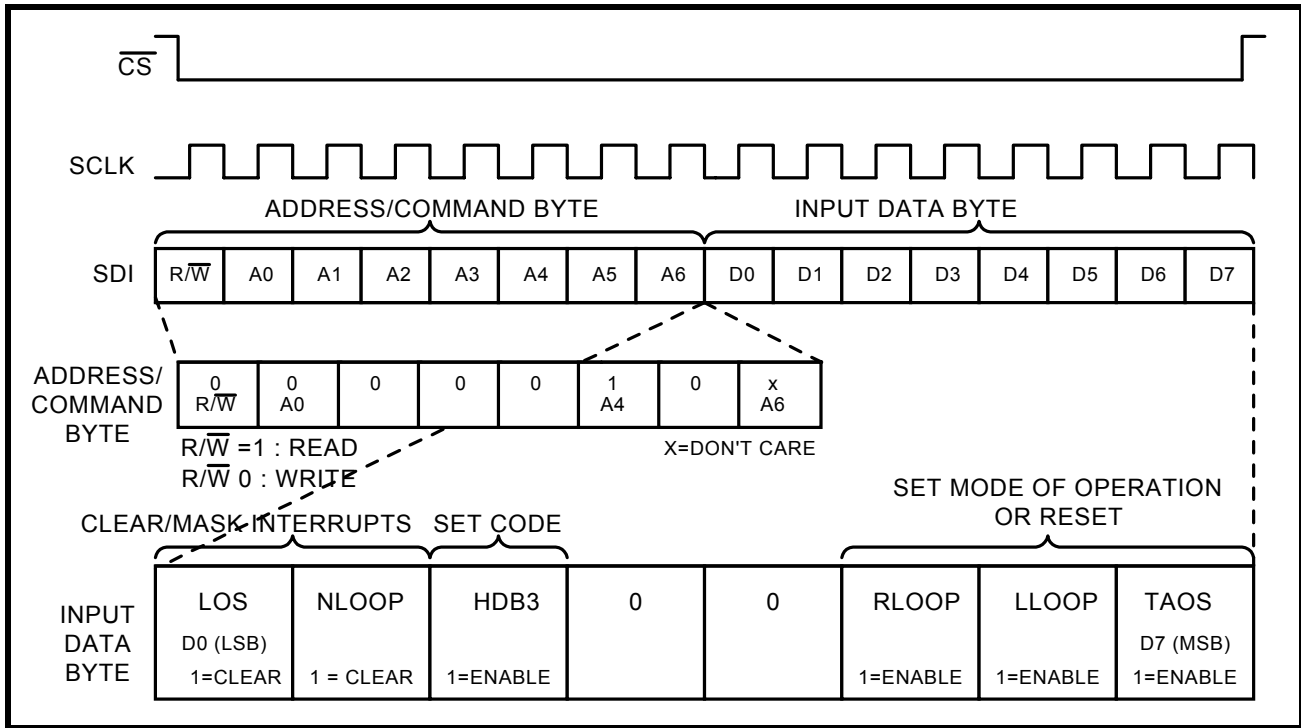 C̅S̅
SCLK
ADDRESS/COMMAND BYTE INPUT DATA BYTE
SDI R/W̅ A0 A1 A2 A3 A4 A5 A6 D0 D1 D2 D3 D4 D5 D6 D7
ADDRESS/
COMMAND
BYTE
0 0 0 0 0 1 0 x
R/W̅ A0 A4 A6
R/W̅ =1 : READ X=DON'T CARE
R/W̅ 0 : WRITE
SET MODE OF OPERATION
OR RESET
CLEAR/MASK INTERRUPTS SET CODE
INPUT
DATA
BYTE
LOS NLOOP HDB3 0 0 RLOOP LLOOP TAOS
D0 (LSB) D7 (MSB)
1=CLEAR 1 = CLEAR 1=ENABLE 1=ENABLE 1=ENABLE 1=ENABLE